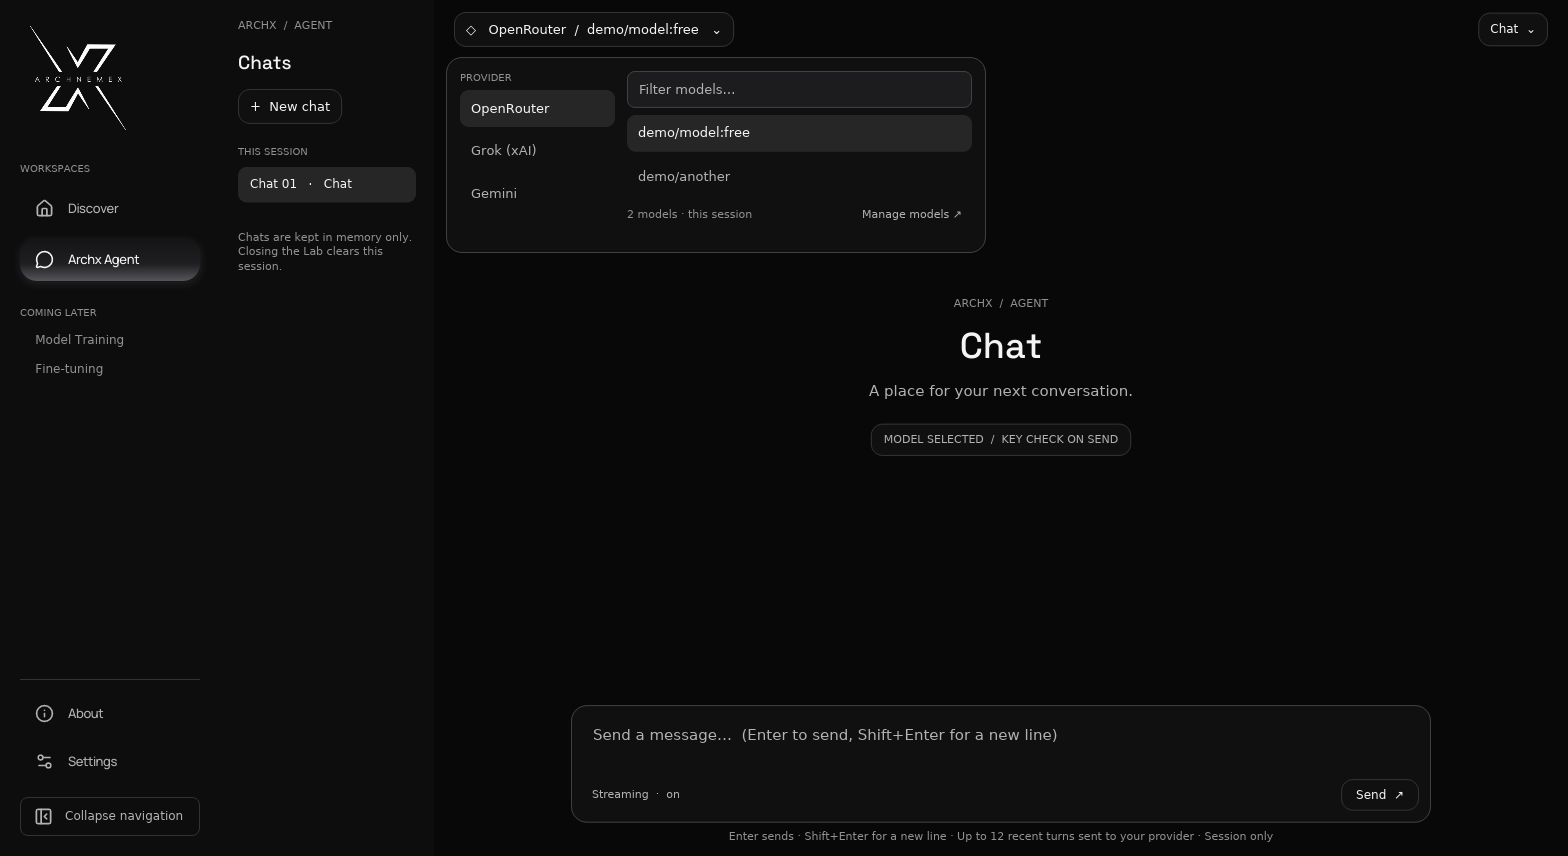 ARCHNEMEX
WORKSPACES
Discover
Archx Agent
COMING LATER
Model Training
Fine-tuning
About
Settings
Collapse navigation
ARCHX / AGENT
Chats
+ New chat
THIS SESSION
Chat 01 · Chat
Chats are kept in memory only.
Closing the Lab clears this
session.
◇ OpenRouter / demo/model:free ⌄
Chat ⌄
PROVIDER
OpenRouter
Grok (xAI)
Gemini
Filter models…
demo/model:free
demo/another
2 models · this session
Manage models ↗
ARCHX / AGENT
Chat
A place for your next conversation.
MODEL SELECTED / KEY CHECK ON SEND
Send a message… (Enter to send, Shift+Enter for a new line)
Streaming · on
Send ↗
Enter sends · Shift+Enter for a new line · Up to 12 recent turns sent to your provider · Session only